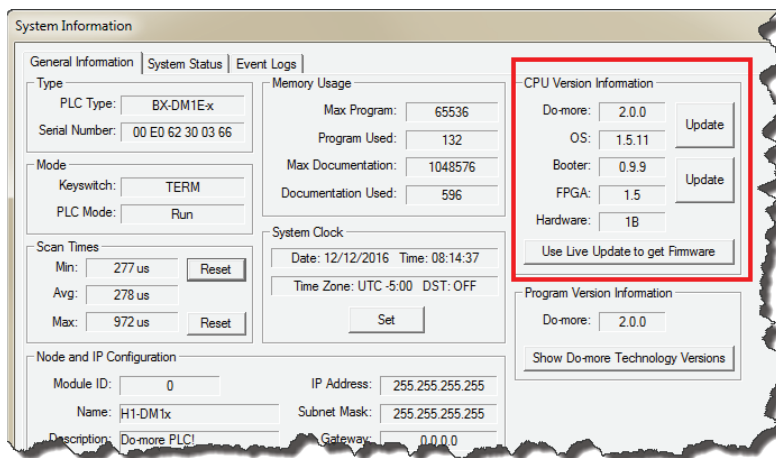 System Information
General Information System Status Event Logs
Type
PLC Type: BX-DM1E-x
Serial Number: 00 E0 62 30 03 66
Mode
Keyswitch: TERM
PLC Mode: Run
Scan Times
Min: 277 us Reset
Avg: 278 us
Max: 972 us Reset
Memory Usage
Max Program: 65536
Program Used: 132
Max Documentation: 1048576
Documentation Used: 596
System Clock
Date: 12/12/2016 Time: 08:14:37
Time Zone: UTC -5:00 DST: OFF
Set
CPU Version Information
Do-more: 2.0.0 Update
OS: 1.5.11
Booter: 0.9.9 Update
FPGA: 1.5
Hardware: 1B
Use Live Update to get Firmware
Program Version Information
Do-more: 2.0.0
Show Do-more Technology Versions
Node and IP Configuration
Module ID: 0
Name: H1-DM1x
Description: Do-more PLC!
IP Address: 255.255.255.255
Subnet Mask: 255.255.255.255
Gateway: 0.0.0.0